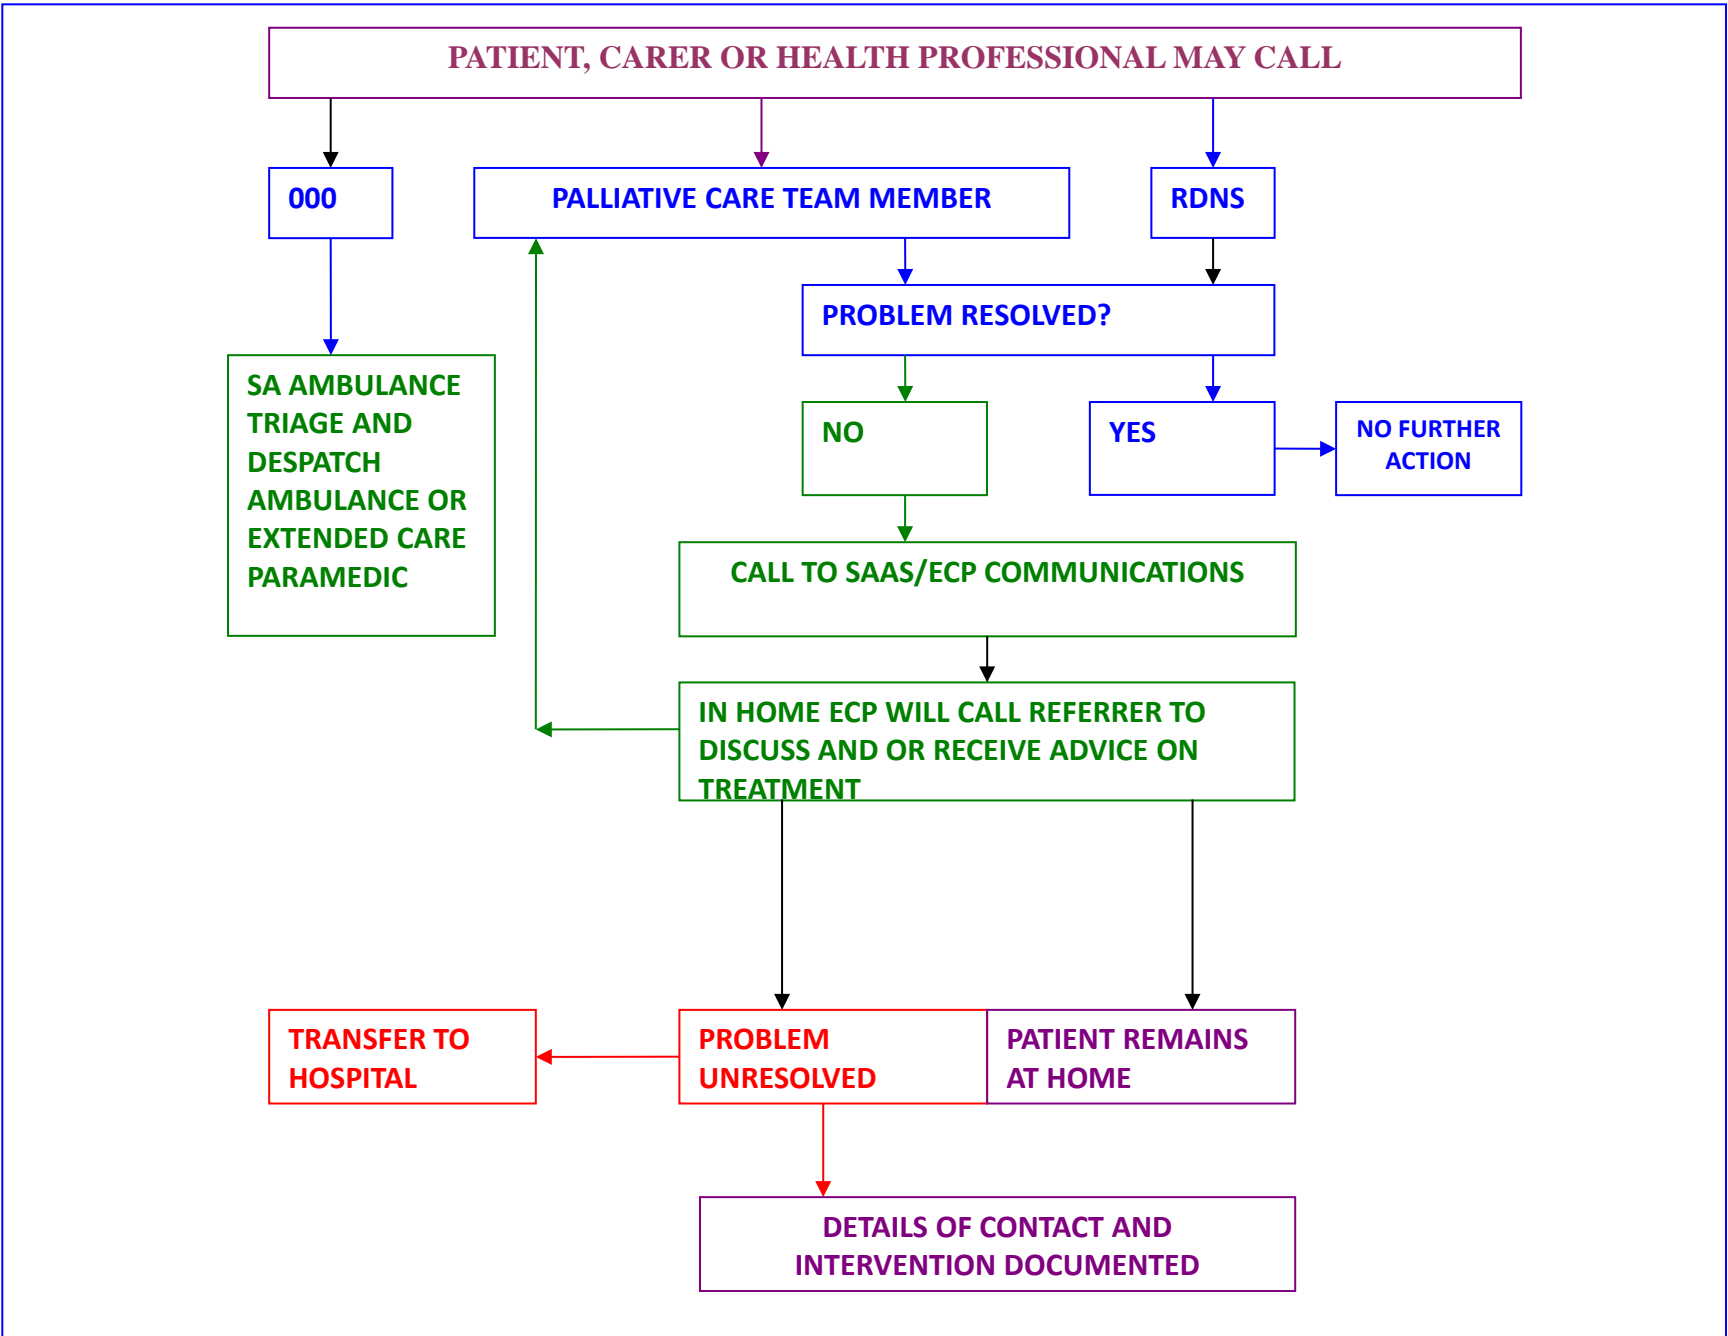 PATIENT, CARER OR HEALTH PROFESSIONAL MAY CALL
000
PALLIATIVE CARE TEAM MEMBER
RDNS
PROBLEM RESOLVED?
SA AMBULANCE
TRIAGE AND
DESPATCH
AMBULANCE OR
EXTENDED CARE
PARAMEDIC
NO
YES
NO FURTHER
ACTION
CALL TO SAAS/ECP COMMUNICATIONS
IN HOME ECP WILL CALL REFERRER TO
DISCUSS AND OR RECEIVE ADVICE ON
TREATMENT
TRANSFER TO
HOSPITAL
PROBLEM
UNRESOLVED
PATIENT REMAINS
AT HOME
DETAILS OF CONTACT AND
INTERVENTION DOCUMENTED